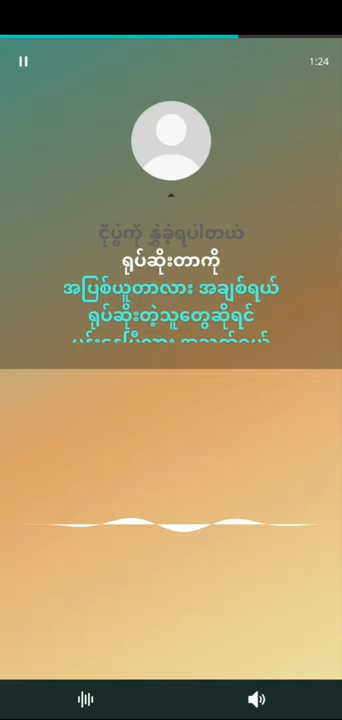 1:24
ငိုပွဲကို နွှဲခဲ့ရပါတယ်
ရုပ်ဆိုးတာကို
အပြစ်ယူတာလား အချစ်ရယ်
ရုပ်ဆိုးတဲ့သူတွေဆိုရင်